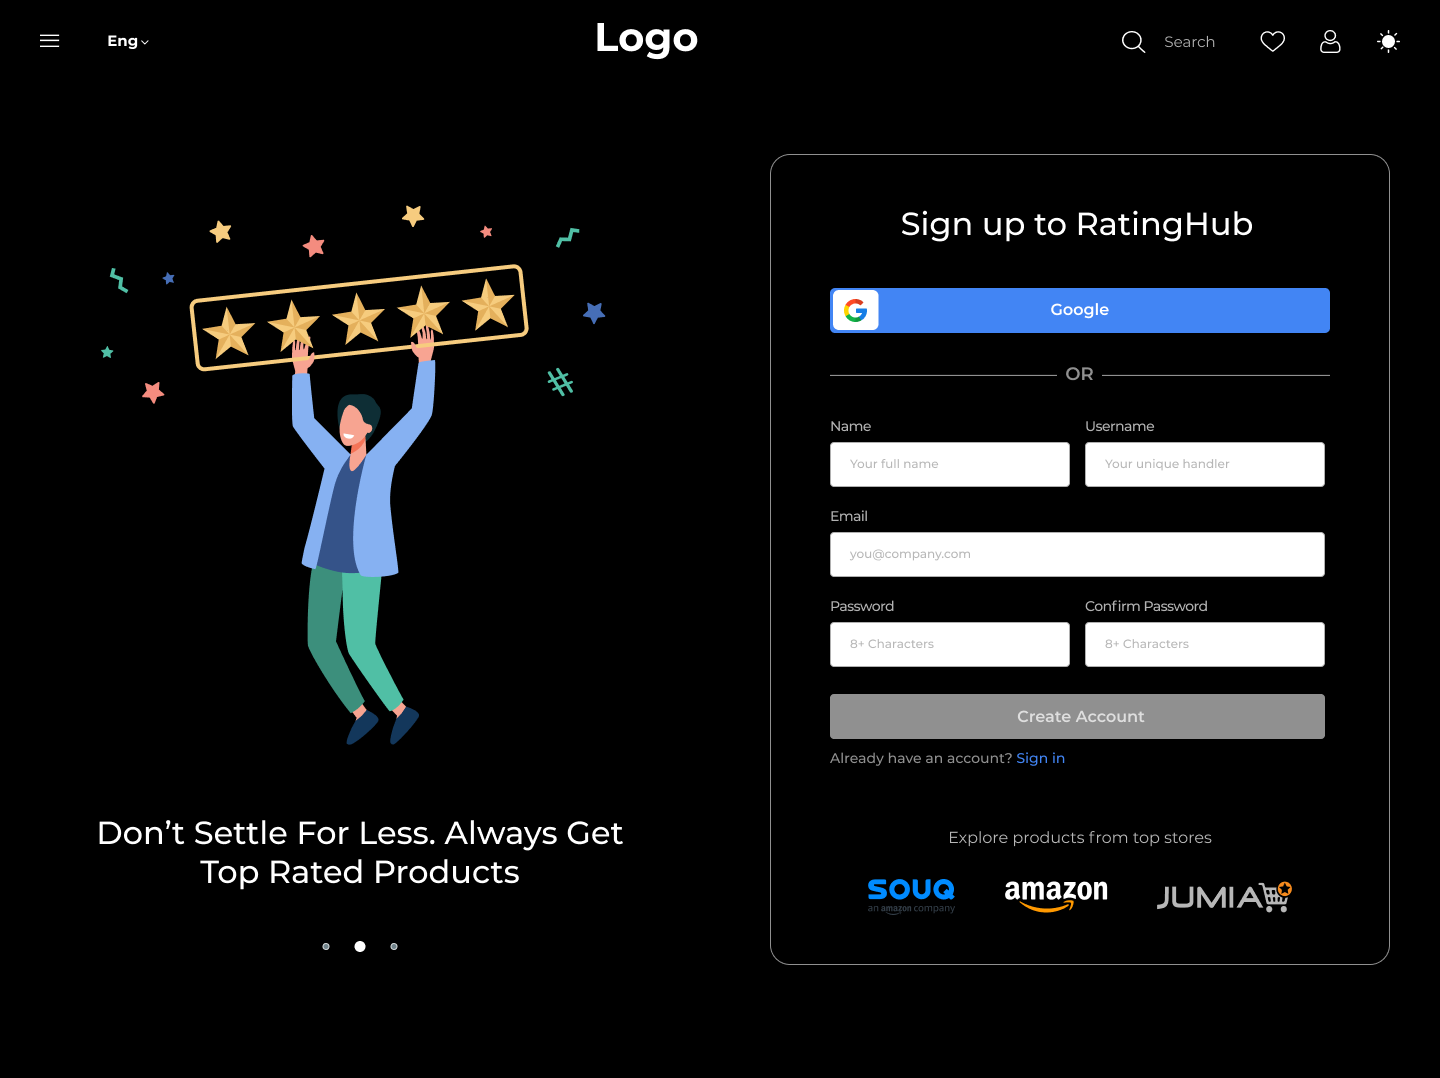 Eng
Logo
Search
Sign up to RatingHub
Google
OR
Name
Username
Your full name
Your unique handler
Email
you@company.com
Password
Confirm Password
8+ Characters
8+ Characters
Create Account
Already have an account? Sign in
Explore products from top stores
SOUQ
an amazon company
amazon
JUMIA
Don’t Settle For Less. Always Get
Top Rated Products